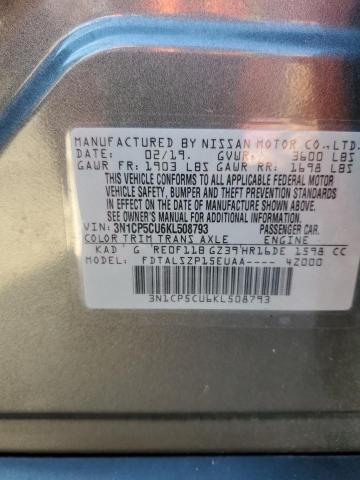 MANUFACTURED BY NISSAN MOTOR CO.,LTD.
DATE: 02/19. GVWR: 3600 LBS
GAWR FR: 1903 LBS GAWR RR: 1698 LBS
THIS VEHICLE CONFORMS TO ALL APPLICABLE FEDERAL MOTOR
VEHICLE SAFETY, BUMPER AND THEFT PREVENTION STANDARDS
IN EFFECT ON THE DATE OF MANUFACTURE SHOWN ABOVE.
SEE OWNER'S MANUAL FOR ADDITIONAL INFORMATION
VIN: 3N1CP5CU6KL508793 PASSENGER CAR.
COLOR TRIM TRANS AXLE ENGINE
KAD G RE0F11B GZ39 HR16DE 1598 CC
MODEL: FDTALSZP15EUAA---- 4Z000
3N1CP5CU6KL508793